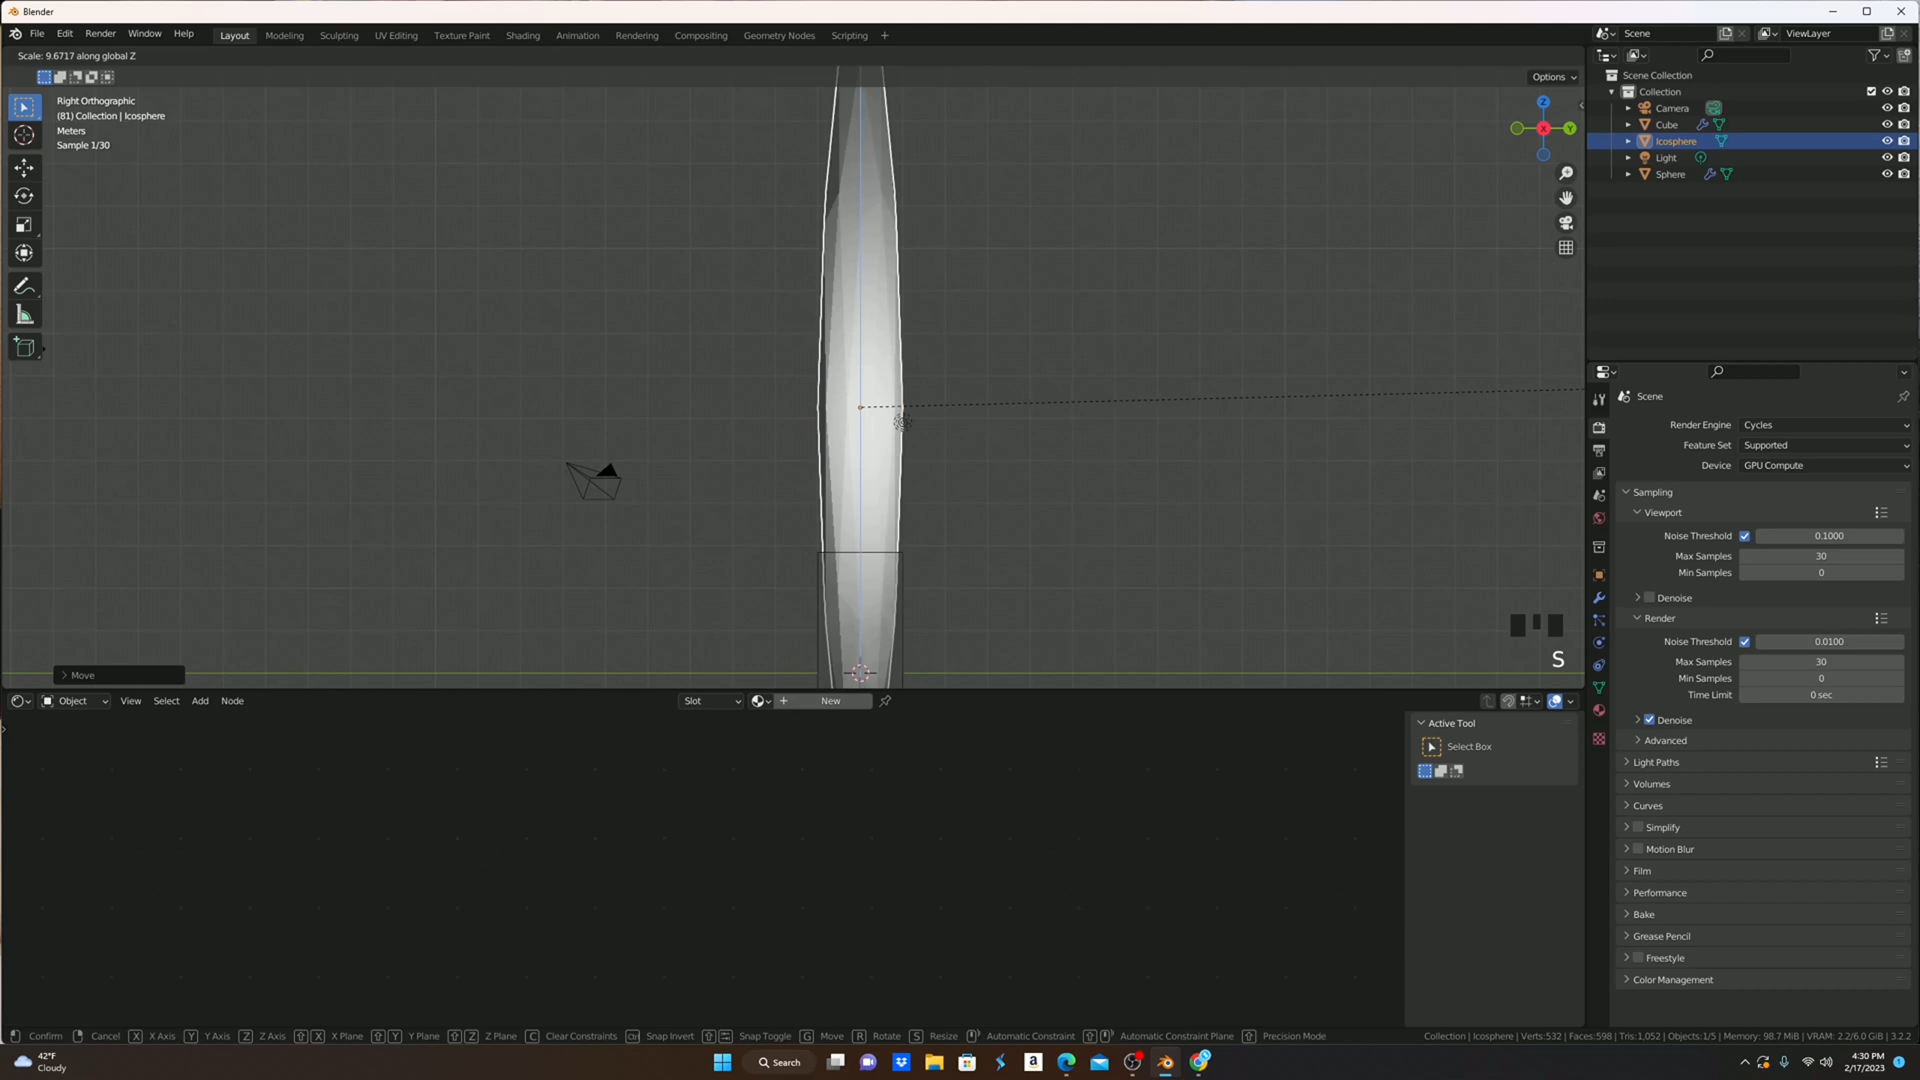 Blender
File Edit Render Window Help Layout Modeling Sculpting UV Editing Texture Paint Shading Animation Rendering Compositing Geometry Nodes Scripting + Scene ViewLayer
Scale: 9.6717 along global Z
Options
Right Orthographic
(81) Collection | Icosphere
Meters
Sample 1/30
Z
X
Y
Scene Collection
Collection
Camera
Cube
Icosphere
Light
Sphere
Scene
Render Engine Cycles
Feature Set Supported
Device GPU Compute
Sampling
Viewport
Noise Threshold 0.1000
Max Samples 30
Min Samples 0
Denoise
Render
Noise Threshold 0.0100
Max Samples 30
Min Samples 0
Time Limit 0 sec
Denoise
Advanced
Light Paths
Volumes
Curves
Simplify
Motion Blur
Film
Performance
Bake
Grease Pencil
Freestyle
Color Management
S
Move
Object View Select Add Node Slot New
Active Tool
Select Box
Confirm Cancel X X Axis Y Y Axis Z Z Axis X X Plane Y Y Plane Z Z Plane C Clear Constraints ctrl Snap Invert Snap Toggle G Move R Rotate S Resize Automatic Constraint Automatic Constraint Plane Precision Mode Collection | Icosphere | Verts:532 | Faces:598 | Tris:1,052 | Objects:1/5 | Memory: 98.7 MiB | VRAM: 2.2/6.0 GiB | 3.2.2
42°F
Cloudy
Search
4:30 PM
2/17/2023